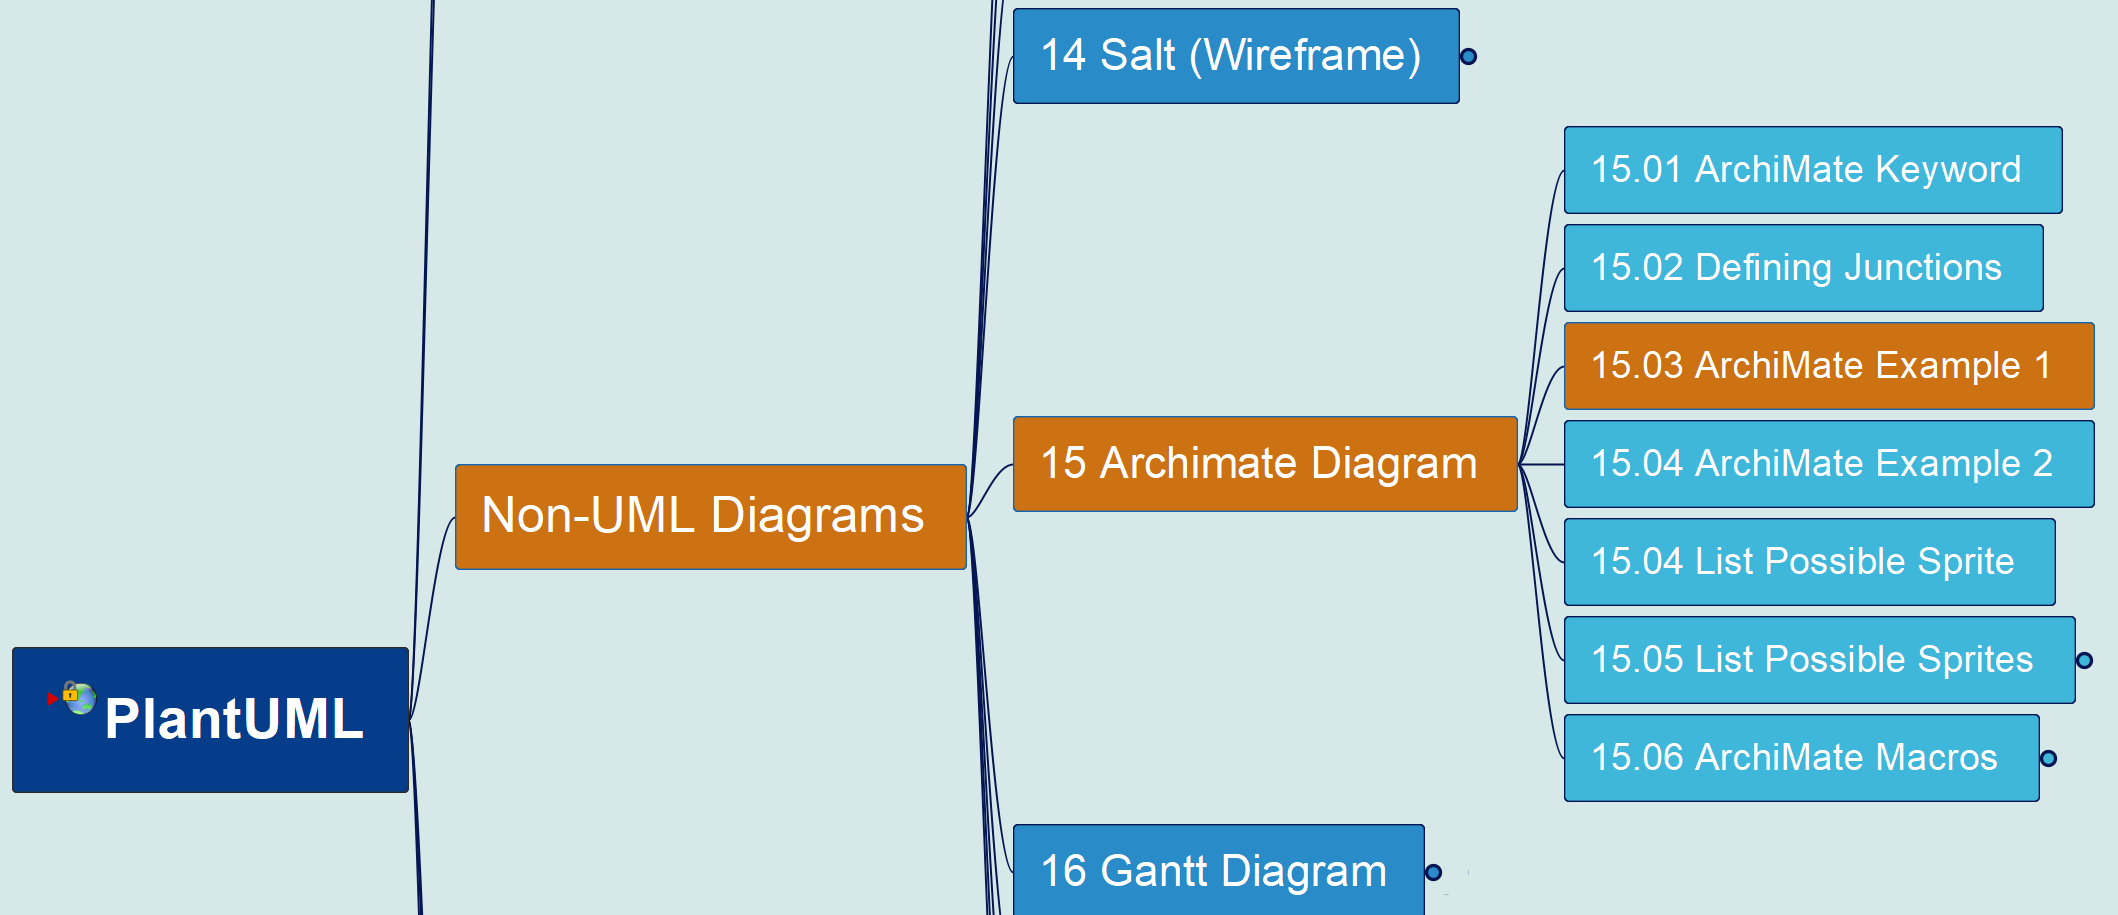 14 Salt (Wireframe)
15.01 ArchiMate Keyword
15.02 Defining Junctions
15.03 ArchiMate Example 1
15 Archimate Diagram
15.04 ArchiMate Example 2
Non-UML Diagrams
15.04 List Possible Sprite
15.05 List Possible Sprites
PlantUML
15.06 ArchiMate Macros
16 Gantt Diagram